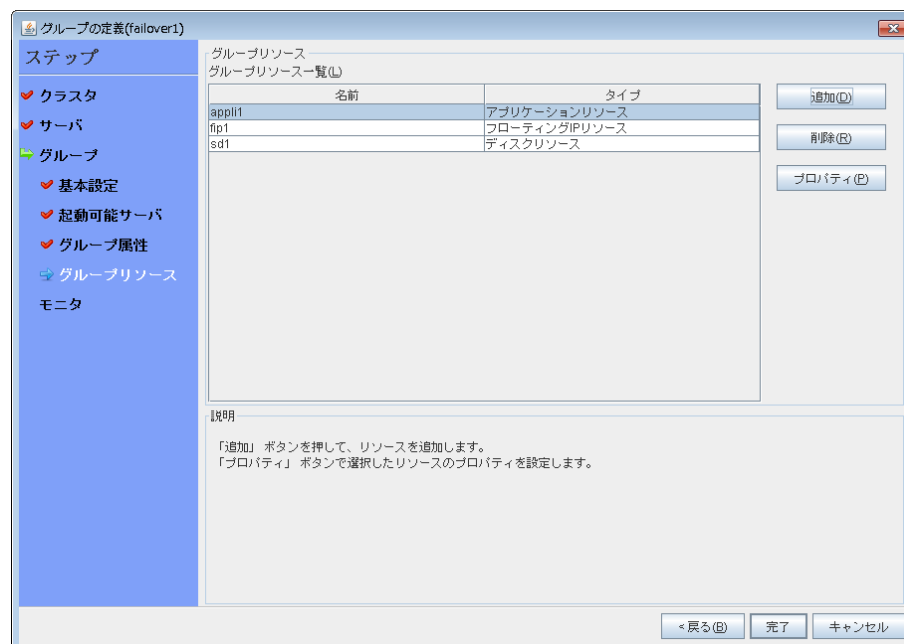 グループの定義(failover1)
ステップ
クラスタ
サーバ
グループ
基本設定
起動可能サーバ
グループ属性
グループリソース
モニタ
グループリソース
グループリソース一覧(L)
名前 タイプ
appli1 アプリケーションリソース
fip1 フローティングIPリソース
sd1 ディスクリソース
追加(D)
削除(R)
プロパティ(P)
説明
「追加」 ボタンを押して、リソースを追加します。
「プロパティ」 ボタンで選択したリソースのプロパティを設定します。
<戻る(B) 完了 キャンセル